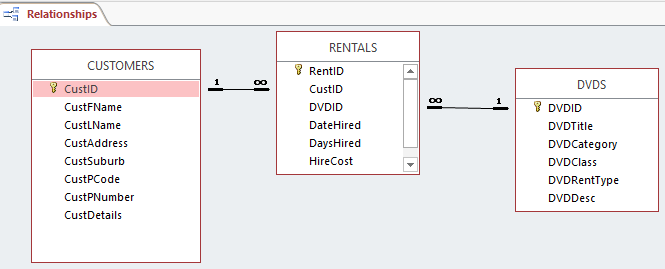 Relationships
CUSTOMERS
CustID
CustFName
CustLName
CustAddress
CustSuburb
CustPCode
CustPNumber
CustDetails
1 ∞
RENTALS
RentID
CustID
DVDID
DateHired
DaysHired
HireCost
∞ 1
DVDS
DVDID
DVDTitle
DVDCategory
DVDClass
DVDRentType
DVDDesc